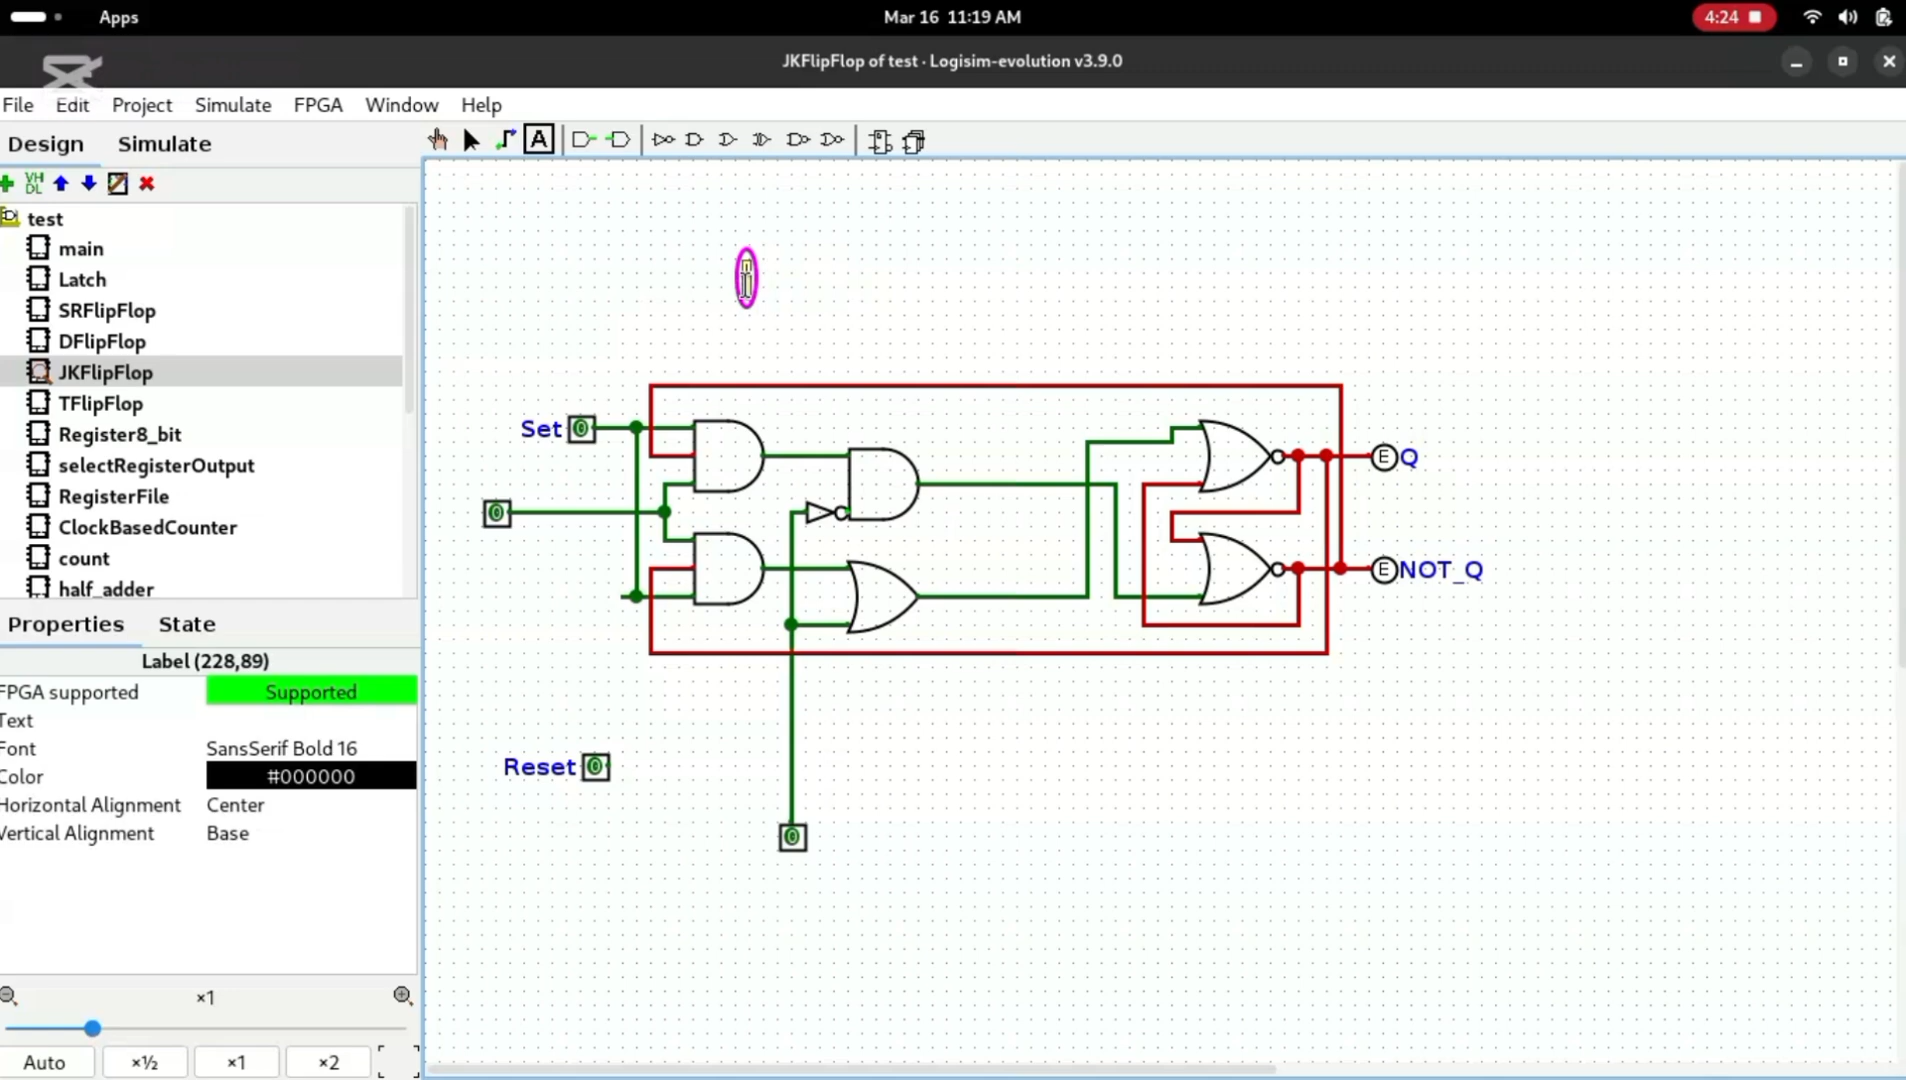 Apps
Mar 16 11:19 AM
4:24
JKFlipFlop of test · Logisim-evolution v3.9.0
File Edit Project Simulate FPGA Window Help
Design Simulate
A
VH
DL
test
main
Latch
SRFlipFlop
DFlipFlop
JKFlipFlop
TFlipFlop
Register8_bit
selectRegisterOutput
RegisterFile
ClockBasedCounter
count
half_adder
Properties State
Label (228,89)
FPGA supported Supported
Text
Font SansSerif Bold 16
Color #000000
Horizontal Alignment Center
Vertical Alignment Base
×1
Auto ×½ ×1 ×2
Set 0
0
E Q
E NOT_Q
Reset 0
0